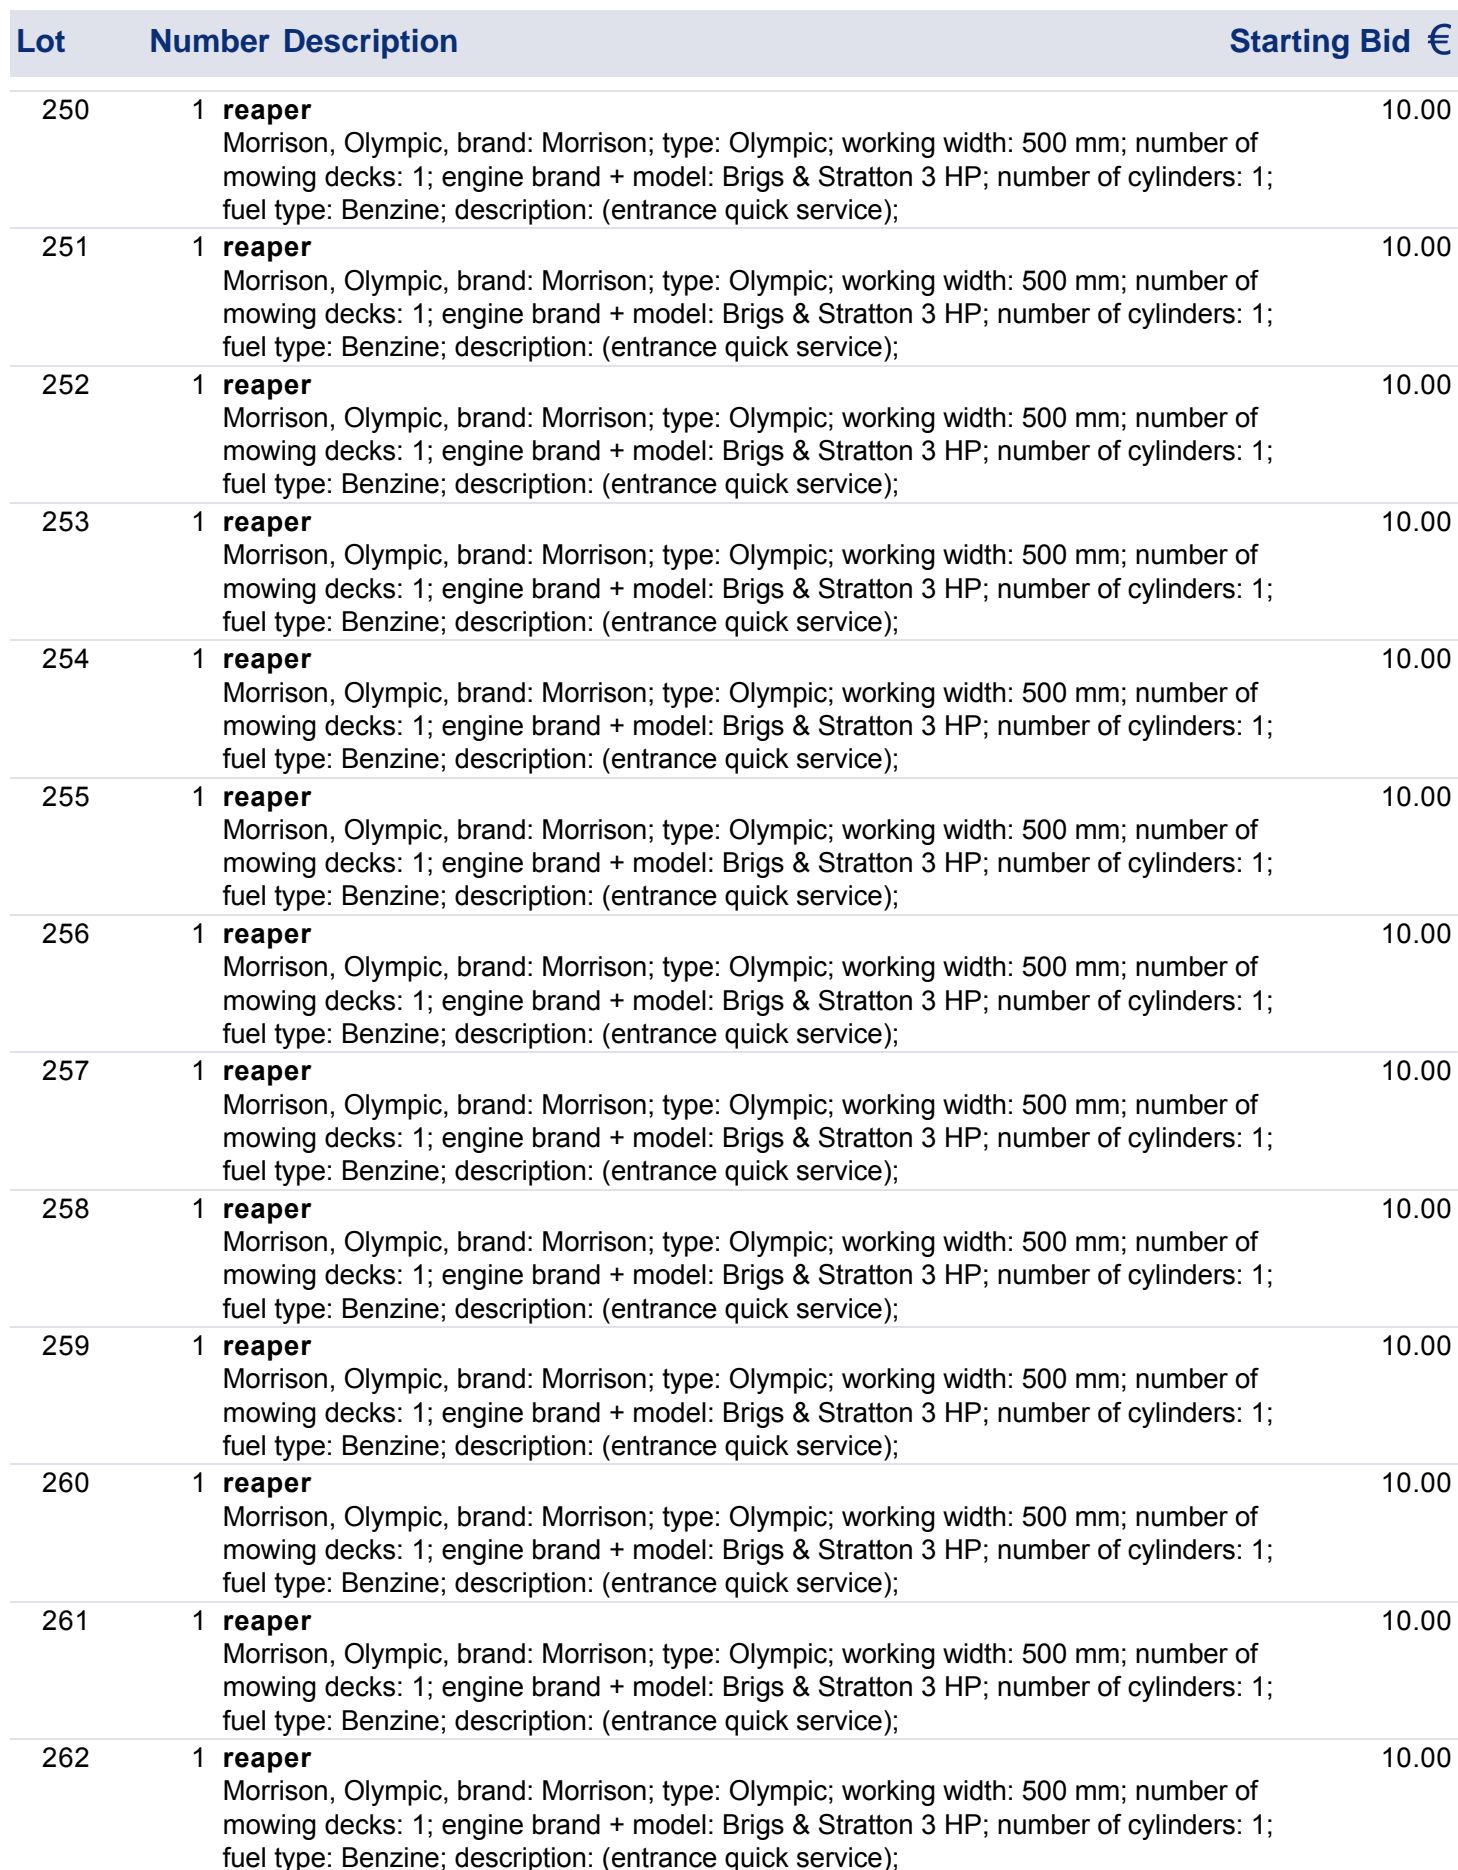 Lot Number Description Starting Bid €
250 1 reaper 10.00
Morrison, Olympic, brand: Morrison; type: Olympic; working width: 500 mm; number of
mowing decks: 1; engine brand + model: Brigs & Stratton 3 HP; number of cylinders: 1;
fuel type: Benzine; description: (entrance quick service);
251 1 reaper 10.00
Morrison, Olympic, brand: Morrison; type: Olympic; working width: 500 mm; number of
mowing decks: 1; engine brand + model: Brigs & Stratton 3 HP; number of cylinders: 1;
fuel type: Benzine; description: (entrance quick service);
252 1 reaper 10.00
Morrison, Olympic, brand: Morrison; type: Olympic; working width: 500 mm; number of
mowing decks: 1; engine brand + model: Brigs & Stratton 3 HP; number of cylinders: 1;
fuel type: Benzine; description: (entrance quick service);
253 1 reaper 10.00
Morrison, Olympic, brand: Morrison; type: Olympic; working width: 500 mm; number of
mowing decks: 1; engine brand + model: Brigs & Stratton 3 HP; number of cylinders: 1;
fuel type: Benzine; description: (entrance quick service);
254 1 reaper 10.00
Morrison, Olympic, brand: Morrison; type: Olympic; working width: 500 mm; number of
mowing decks: 1; engine brand + model: Brigs & Stratton 3 HP; number of cylinders: 1;
fuel type: Benzine; description: (entrance quick service);
255 1 reaper 10.00
Morrison, Olympic, brand: Morrison; type: Olympic; working width: 500 mm; number of
mowing decks: 1; engine brand + model: Brigs & Stratton 3 HP; number of cylinders: 1;
fuel type: Benzine; description: (entrance quick service);
256 1 reaper 10.00
Morrison, Olympic, brand: Morrison; type: Olympic; working width: 500 mm; number of
mowing decks: 1; engine brand + model: Brigs & Stratton 3 HP; number of cylinders: 1;
fuel type: Benzine; description: (entrance quick service);
257 1 reaper 10.00
Morrison, Olympic, brand: Morrison; type: Olympic; working width: 500 mm; number of
mowing decks: 1; engine brand + model: Brigs & Stratton 3 HP; number of cylinders: 1;
fuel type: Benzine; description: (entrance quick service);
258 1 reaper 10.00
Morrison, Olympic, brand: Morrison; type: Olympic; working width: 500 mm; number of
mowing decks: 1; engine brand + model: Brigs & Stratton 3 HP; number of cylinders: 1;
fuel type: Benzine; description: (entrance quick service);
259 1 reaper 10.00
Morrison, Olympic, brand: Morrison; type: Olympic; working width: 500 mm; number of
mowing decks: 1; engine brand + model: Brigs & Stratton 3 HP; number of cylinders: 1;
fuel type: Benzine; description: (entrance quick service);
260 1 reaper 10.00
Morrison, Olympic, brand: Morrison; type: Olympic; working width: 500 mm; number of
mowing decks: 1; engine brand + model: Brigs & Stratton 3 HP; number of cylinders: 1;
fuel type: Benzine; description: (entrance quick service);
261 1 reaper 10.00
Morrison, Olympic, brand: Morrison; type: Olympic; working width: 500 mm; number of
mowing decks: 1; engine brand + model: Brigs & Stratton 3 HP; number of cylinders: 1;
fuel type: Benzine; description: (entrance quick service);
262 1 reaper 10.00
Morrison, Olympic, brand: Morrison; type: Olympic; working width: 500 mm; number of
mowing decks: 1; engine brand + model: Brigs & Stratton 3 HP; number of cylinders: 1;
fuel type: Benzine; description: (entrance quick service);